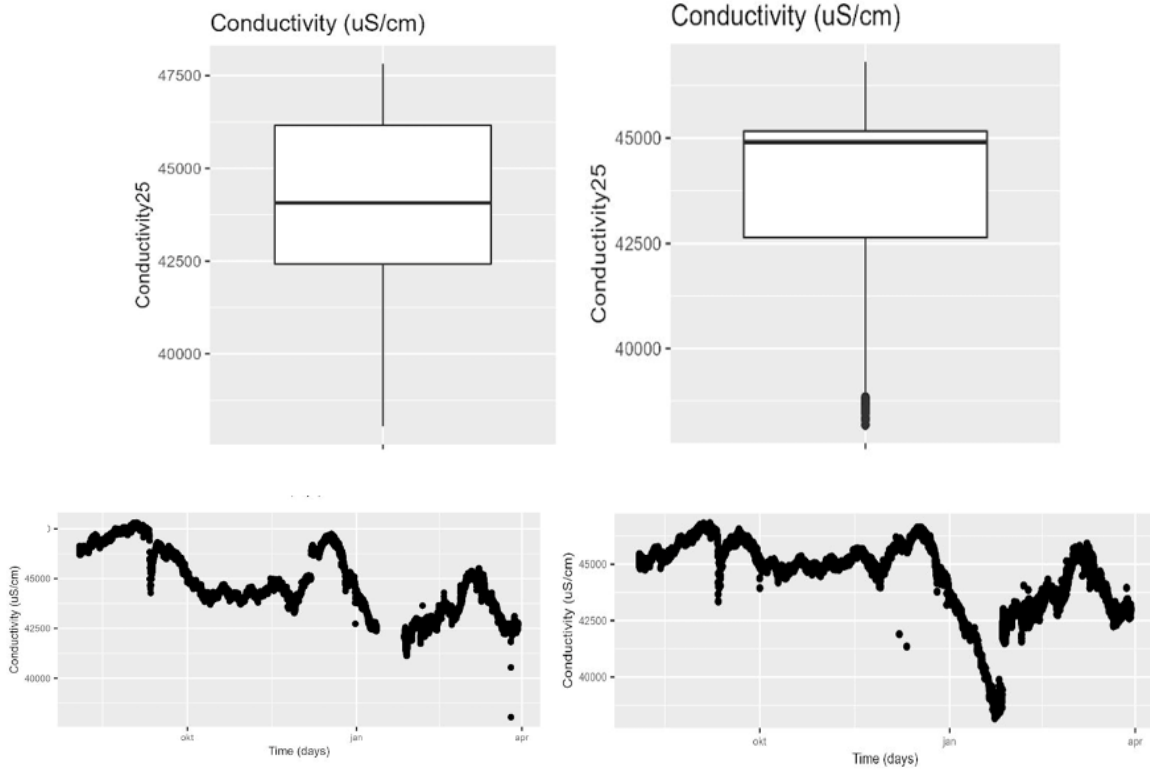 Conductivity (uS/cm)
47500
45000
42500
40000
Conductivity25
Conductivity (uS/cm)
45000
42500
40000
Conductivity25
45000
42500
40000
Conductivity (uS/cm)
okt
jan
apr
Time (days)
45000
42500
40000
Conductivity (uS/cm)
okt
jan
apr
Time (days)